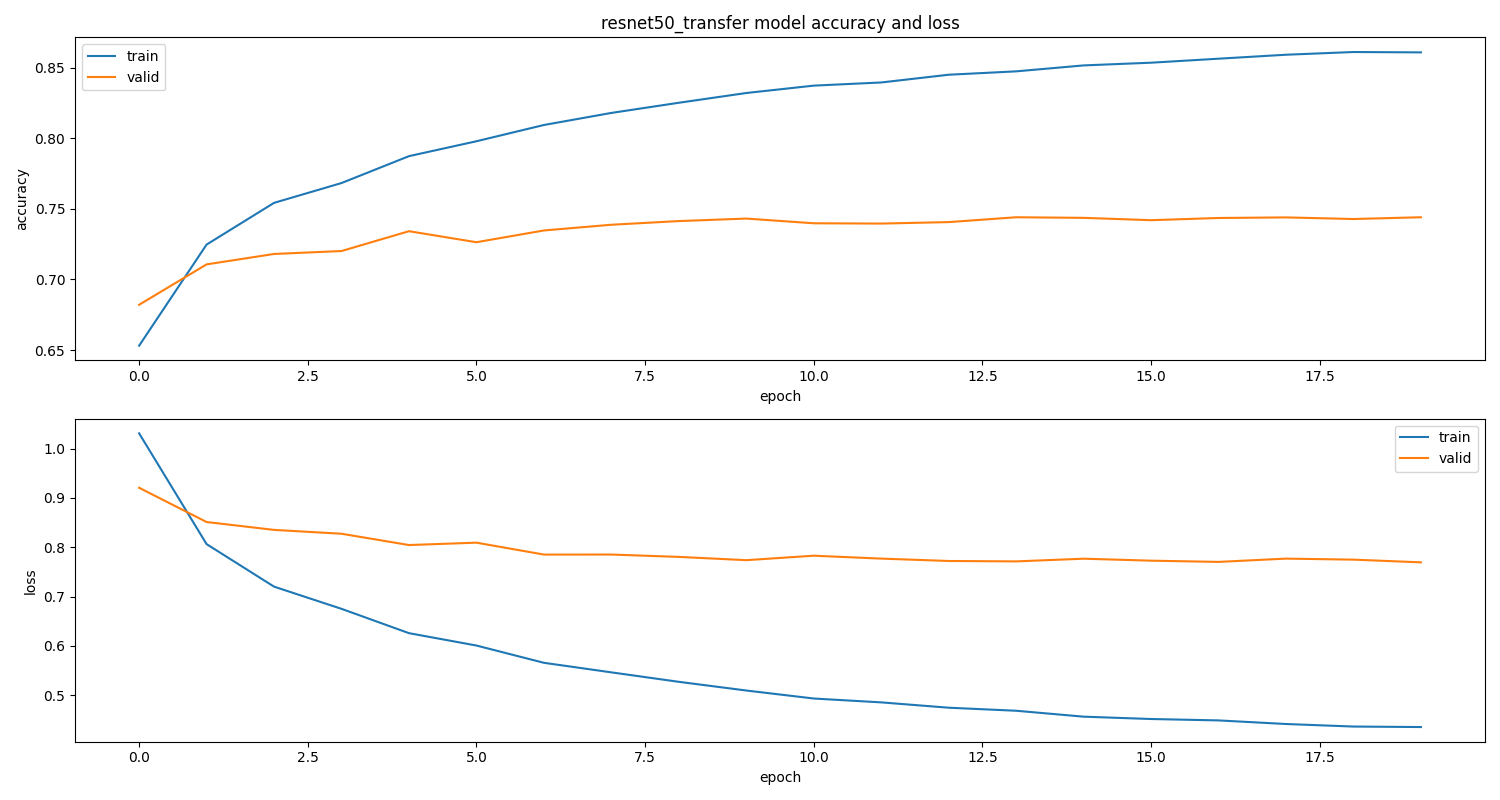 resnet50_transfer model accuracy and loss
train
valid
accuracy
0.85
0.80
0.75
0.70
0.65
0.0 2.5 5.0 7.5 10.0 12.5 15.0 17.5
epoch
train
valid
loss
1.0
0.9
0.8
0.7
0.6
0.5
0.0 2.5 5.0 7.5 10.0 12.5 15.0 17.5
epoch